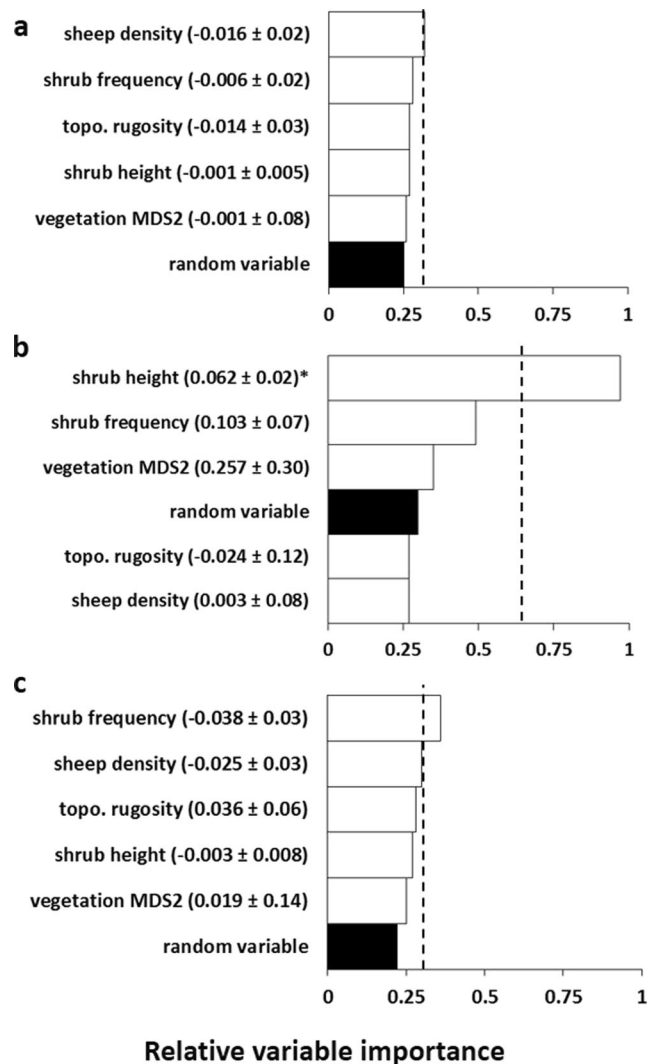 a
sheep density (-0.016 ± 0.02)
shrub frequency (-0.006 ± 0.02)
topo. rugosity (-0.014 ± 0.03)
shrub height (-0.001 ± 0.005)
vegetation MDS2 (-0.001 ± 0.08)
random variable
0 0.25 0.5 0.75 1
b
shrub height (0.062 ± 0.02)*
shrub frequency (0.103 ± 0.07)
vegetation MDS2 (0.257 ± 0.30)
random variable
topo. rugosity (-0.024 ± 0.12)
sheep density (0.003 ± 0.08)
0 0.25 0.5 0.75 1
c
shrub frequency (-0.038 ± 0.03)
sheep density (-0.025 ± 0.03)
topo. rugosity (0.036 ± 0.06)
shrub height (-0.003 ± 0.008)
vegetation MDS2 (0.019 ± 0.14)
random variable
0 0.25 0.5 0.75 1
Relative variable importance